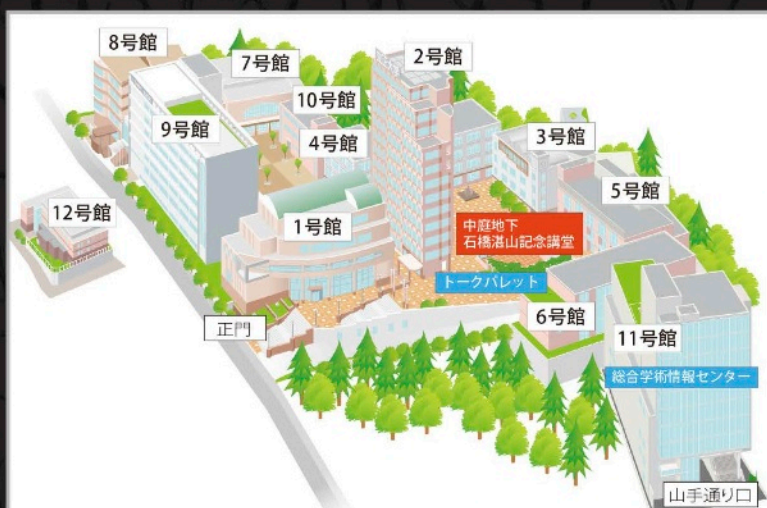 8号館
7号館
2号館
10号館
9号館
4号館
3号館
5号館
12号館
1号館
中庭地下
石橋湛山記念講堂
トークパレット
正門
6号館
11号館
総合学術情報センター
山手通り口